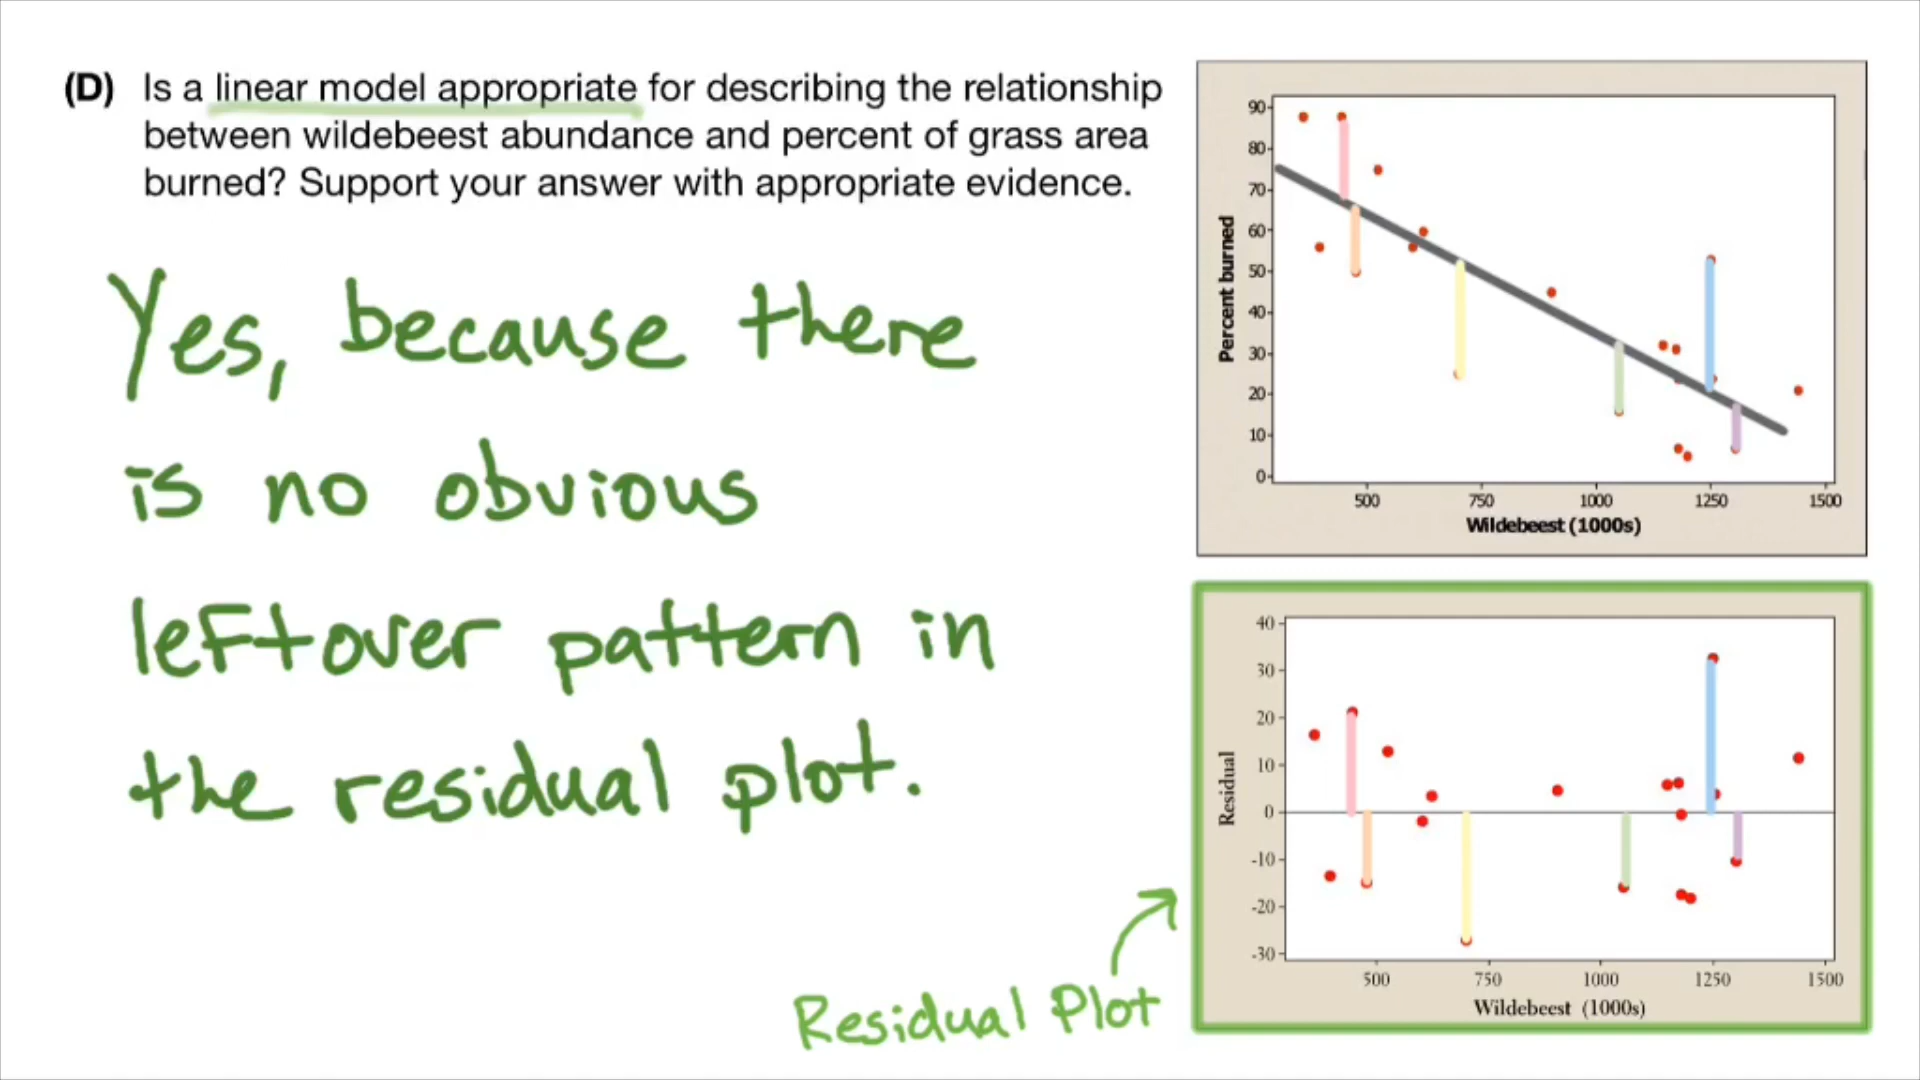 (D) Is a linear model appropriate for describing the relationship
between wildebeest abundance and percent of grass area
burned? Support your answer with appropriate evidence.
Yes, because there
is no obvious
leftover pattern in
the residual plot.
Residual Plot
90
80
70
60
50
40
30
20
10
0
Percent burned
500 750 1000 1250 1500
Wildebeest (1000s)
40
30
20
10
0
-10
-20
-30
Residual
500 750 1000 1250 1500
Wildebeest (1000s)